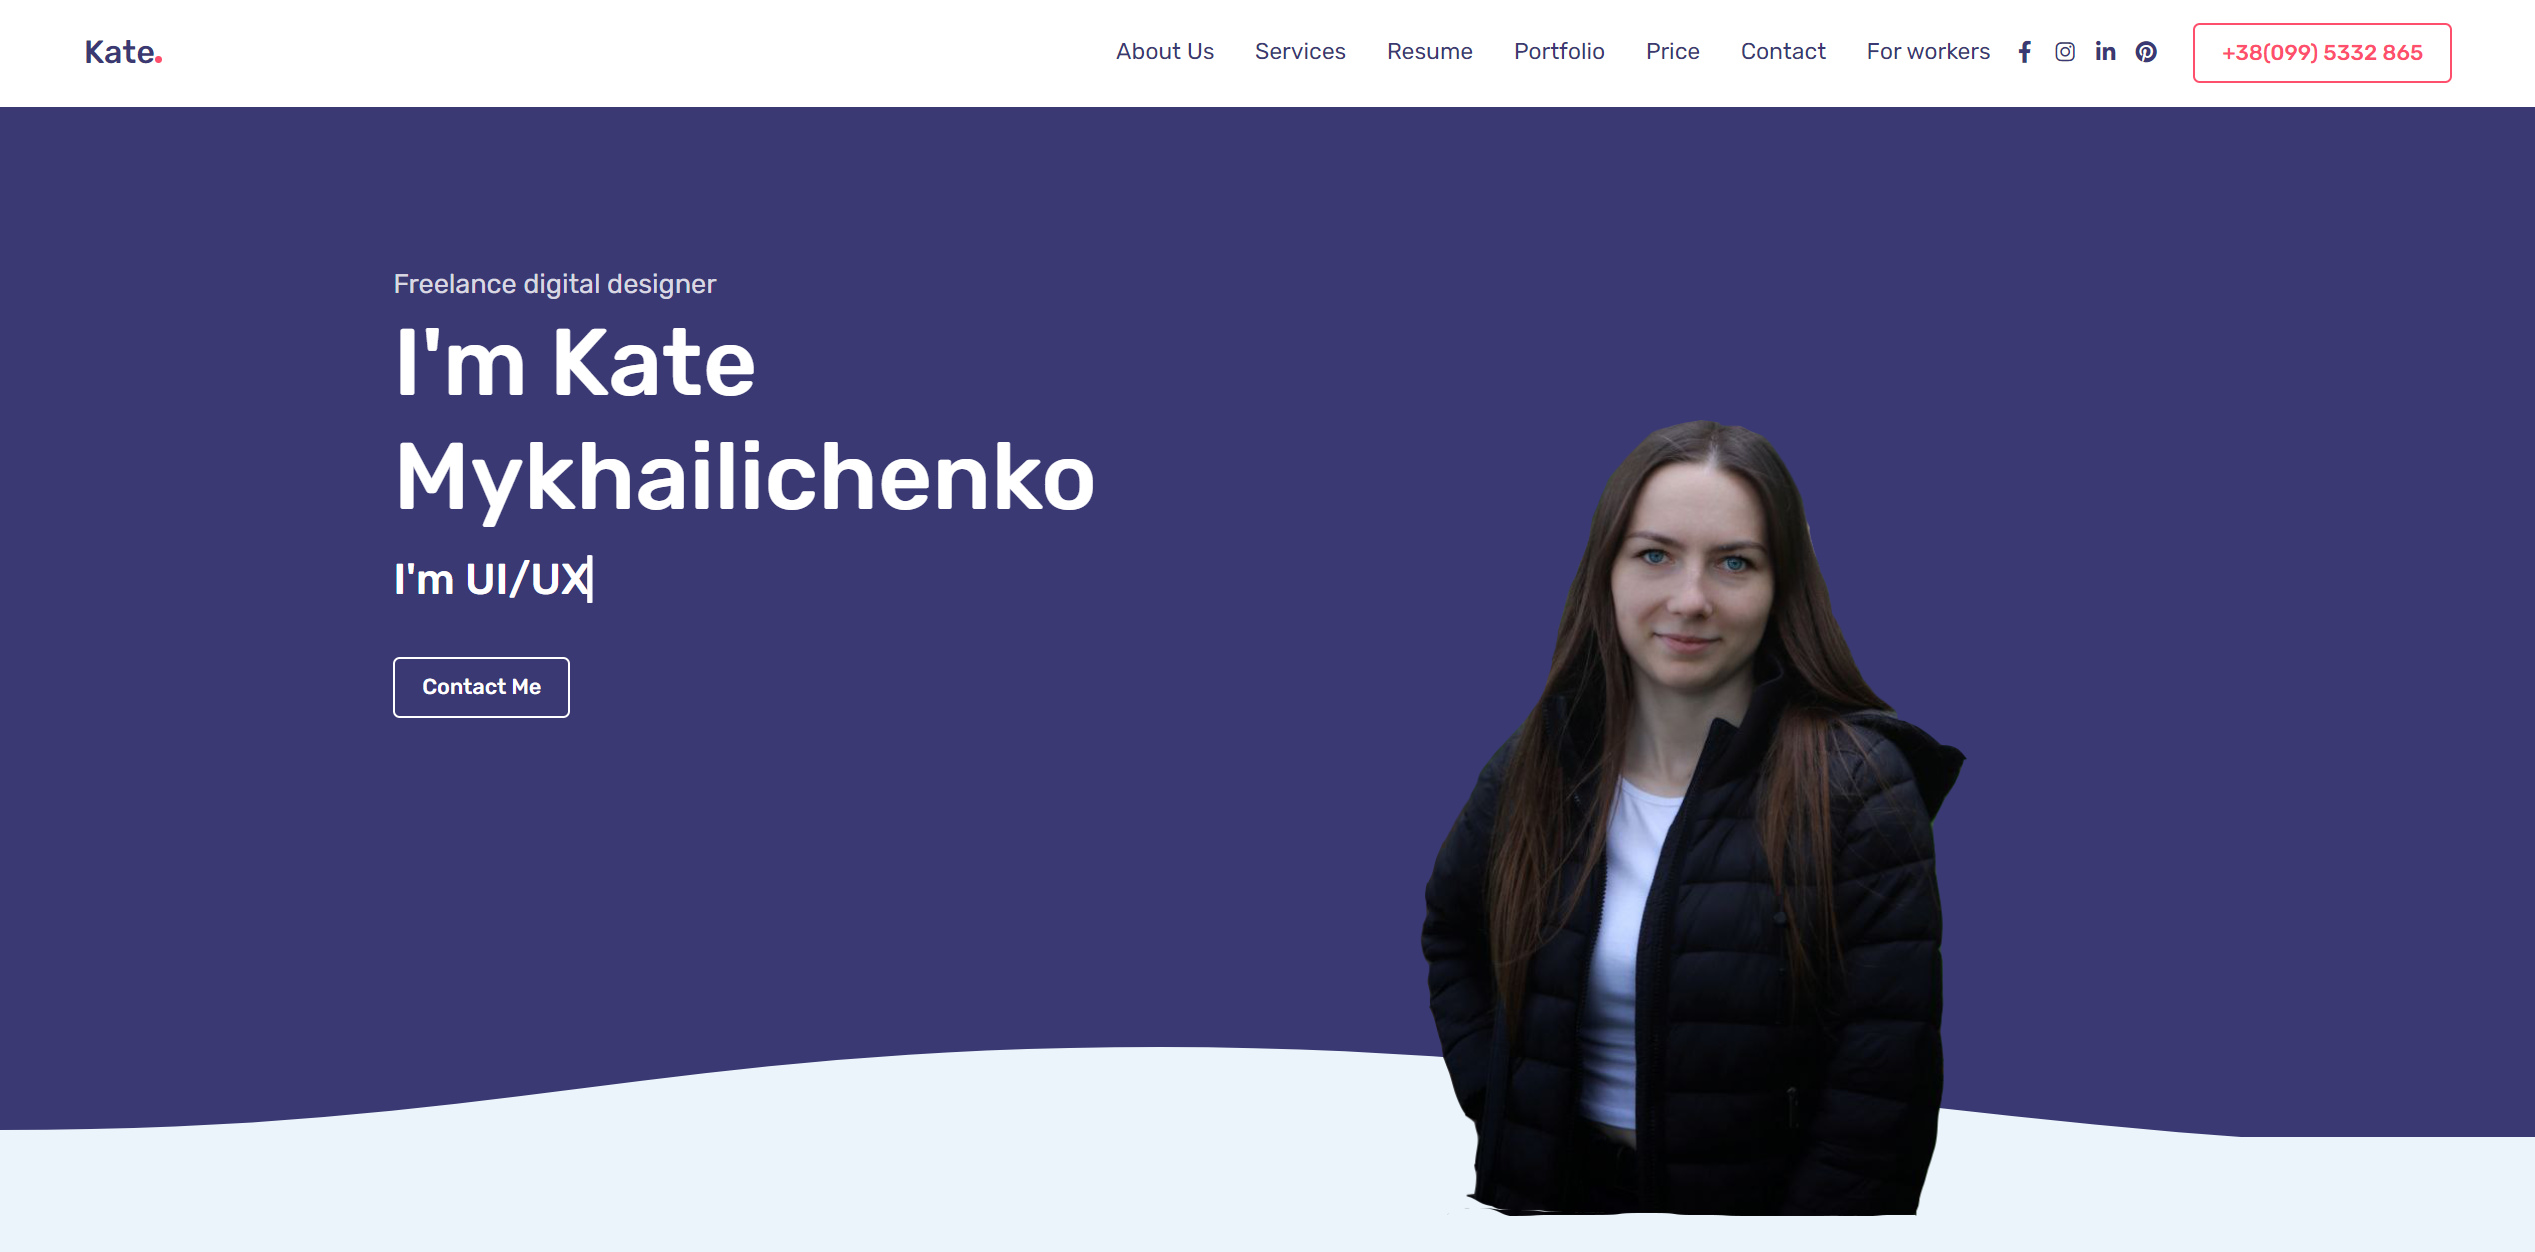 Kate.
About Us Services Resume Portfolio Price Contact For workers +38(099) 5332 865
Freelance digital designer
I'm Kate
Mykhailichenko
I'm UI/UX
Contact Me